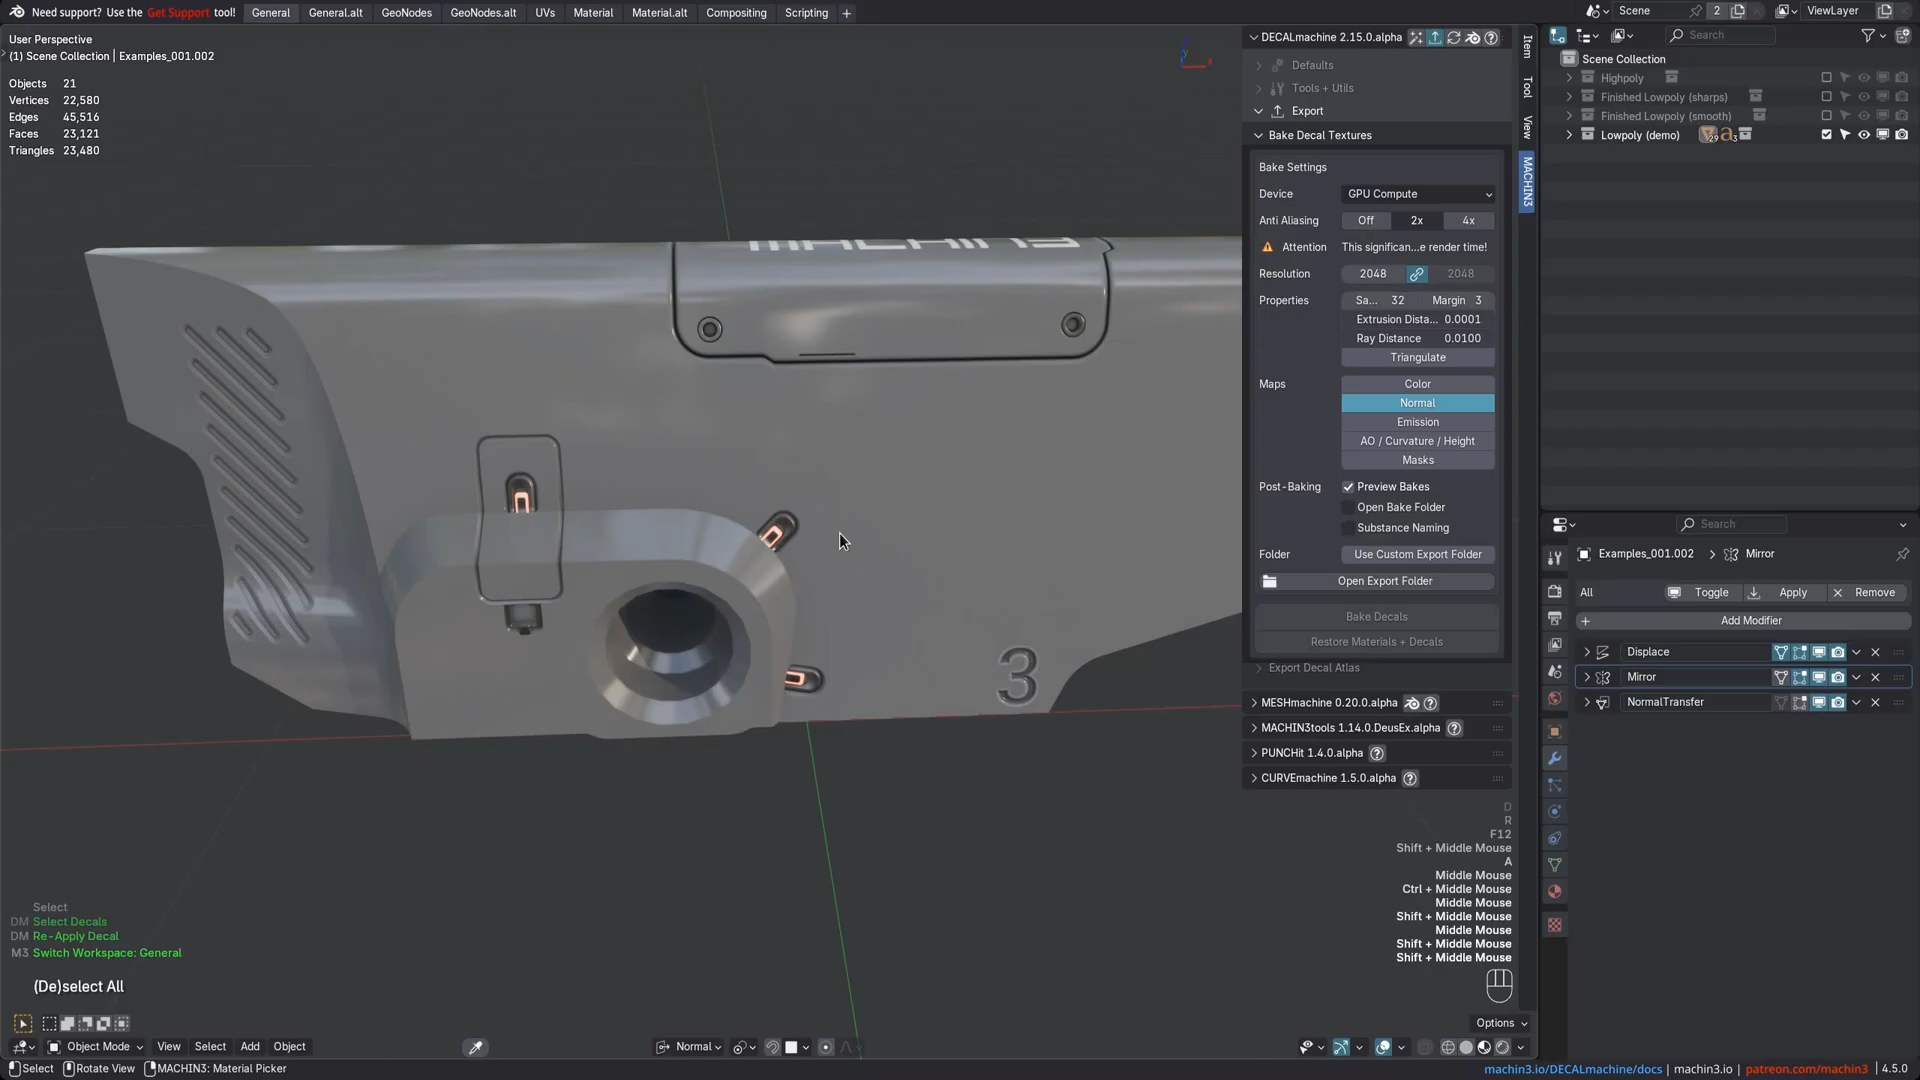 Need support? Use the Get Support tool!
General
General.alt
GeoNodes
GeoNodes.alt
UVs
Material
Material.alt
Compositing
Scripting
+
Scene
2
ViewLayer
User Perspective
(1) Scene Collection | Examples_001.002
Objects 21
Vertices 22,580
Edges 45,516
Faces 23,121
Triangles 23,480
MACHIN3
3
DECALmachine 2.15.0.alpha
Defaults
Tools + Utils
Export
Bake Decal Textures
Bake Settings
Device GPU Compute
Anti Aliasing Off 2x 4x
Attention This significan...e render time!
Resolution 2048 2048
Properties Sa... 32 Margin 3
Extrusion Dista... 0.0001
Ray Distance 0.0100
Triangulate
Maps Color
Normal
Emission
AO / Curvature / Height
Masks
Post-Baking Preview Bakes
Open Bake Folder
Substance Naming
Folder Use Custom Export Folder
Open Export Folder
Bake Decals
Restore Materials + Decals
Export Decal Atlas
MESHmachine 0.20.0.alpha
MACHIN3tools 1.14.0.DeusEx.alpha
PUNCHit 1.4.0.alpha
CURVEmachine 1.5.0.alpha
Item
Tool
View
MACHIN3
D
R
F12
Shift + Middle Mouse
A
Middle Mouse
Ctrl + Middle Mouse
Middle Mouse
Shift + Middle Mouse
Middle Mouse
Shift + Middle Mouse
Shift + Middle Mouse
Search
Scene Collection
Highpoly
Finished Lowpoly (sharps)
Finished Lowpoly (smooth)
Lowpoly (demo) 29 3
Search
Examples_001.002 > Mirror
All Toggle Apply Remove
Add Modifier
Displace
Mirror
NormalTransfer
Select
DM Select Decals
DM Re-Apply Decal
M3 Switch Workspace: General
(De)select All
Options
Object Mode View Select Add Object
Normal
Select Rotate View MACHIN3: Material Picker
machin3.io/DECALmachine/docs | machin3.io | patreon.com/machin3 | 4.5.0